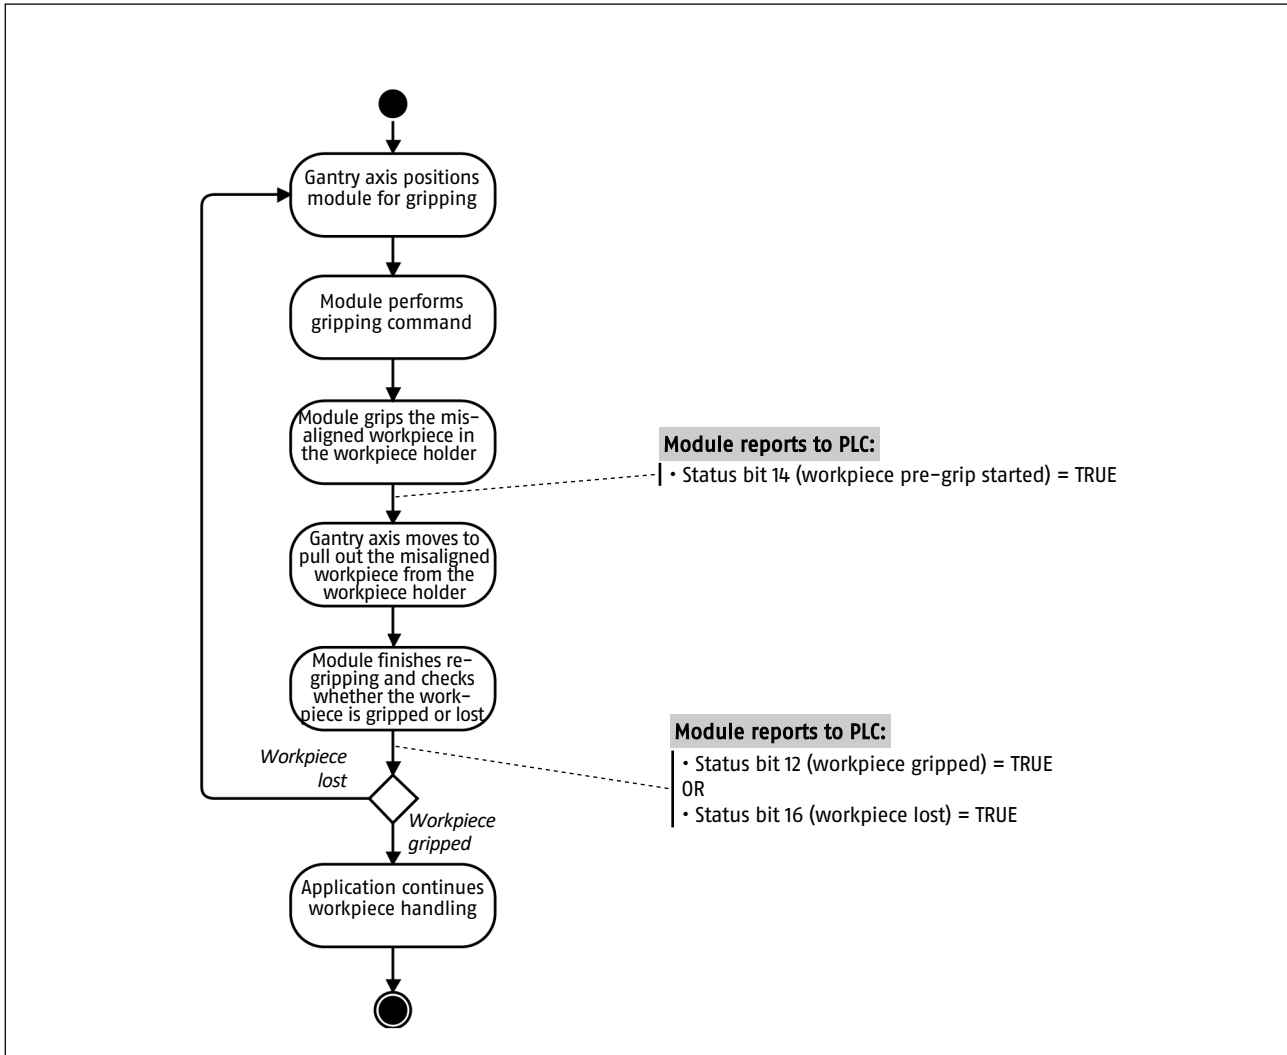 Gantry axis positions
module for gripping
Module performs
gripping command
Module grips the mis-
aligned workpiece in
the workpiece holder
Module reports to PLC:
• Status bit 14 (workpiece pre-grip started) = TRUE
Gantry axis moves to
pull out the misaligned
workpiece from the
workpiece holder
Module finishes re-
gripping and checks
whether the work-
piece is gripped or lost
Module reports to PLC:
• Status bit 12 (workpiece gripped) = TRUE
OR
• Status bit 16 (workpiece lost) = TRUE
Workpiece
lost
Workpiece
gripped
Application continues
workpiece handling